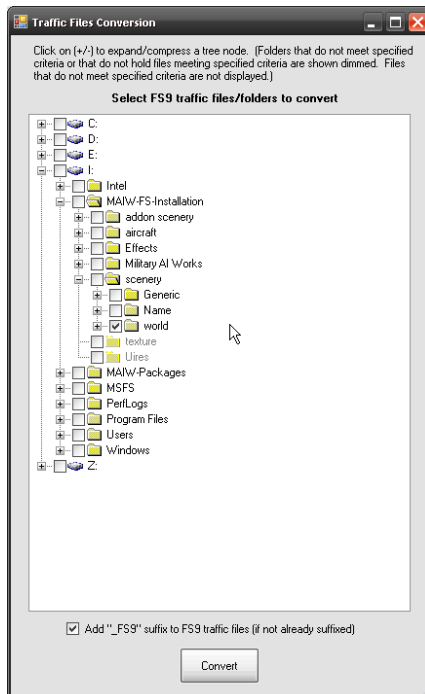 Traffic Files Conversion
Click on (+/-) to expand/compress a tree node. (Folders that do not meet specified
criteria or that do not hold files meeting specified criteria are shown dimmed. Files
that do not meet specified criteria are not displayed.)
Select FS9 traffic files/folders to convert
C:
D:
E:
I:
Intel
MAIW-FS-Installation
addon scenery
aircraft
Effects
Military AI Works
scenery
Generic
Name
world
texture
Uires
MAIW-Packages
MSFS
PerfLogs
Program Files
Users
Windows
Z:
Add "_FS9" suffix to FS9 traffic files (if not already suffixed)
Convert